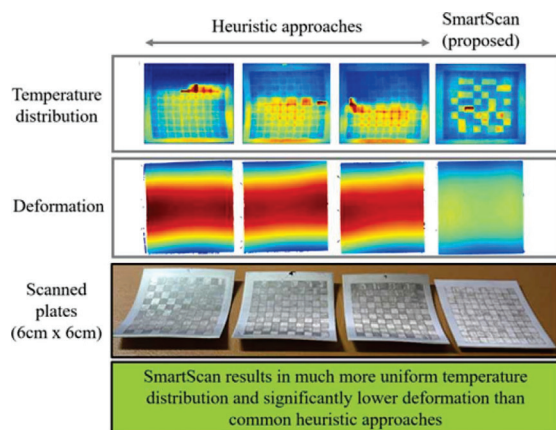 Heuristic approaches
SmartScan
(proposed)
Temperature
distribution
Deformation
Scanned
plates
(6cm x 6cm)
SmartScan results in much more uniform temperature
distribution and significantly lower deformation than
common heuristic approaches